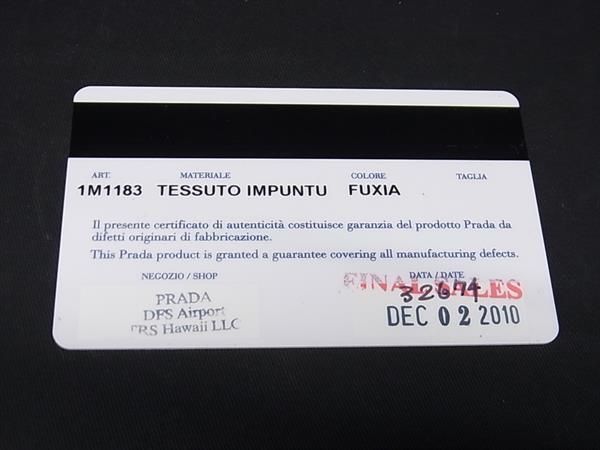 ART. MATERIALE COLORE TAGLIA
1M1183 TESSUTO IMPUNTU FUXIA
Il presente certificato di autenticità costituisce garanzia del prodotto Prada da
difetti originari di fabbricazione.
This Prada product is granted a guarantee covering all manufacturing defects.
NEGOZIO / SHOP DATA / DATE
FINAL SALES
PRADA
DFS Airport
Hawaii LLC
DEC 02 2010